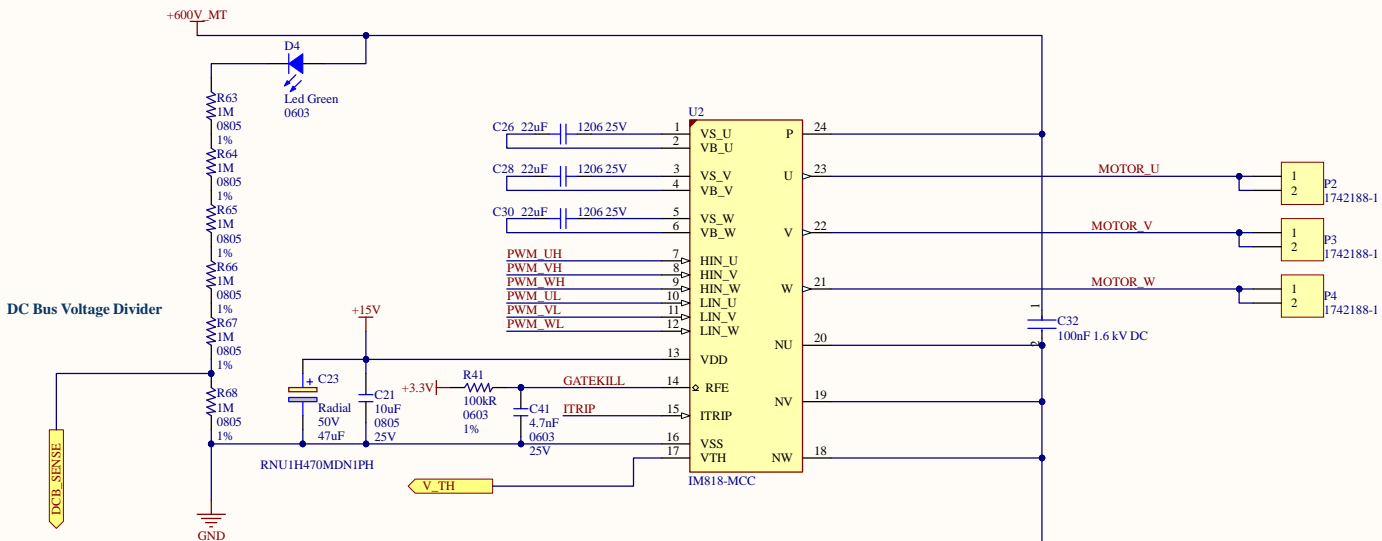 +600V_MT
D4
Led Green
0603
R63
1M
0805
1%
R64
1M
0805
1%
R65
1M
0805
1%
R66
1M
0805
1%
R67
1M
0805
1%
R68
1M
0805
1%
DC Bus Voltage Divider
DCB_SENSE
GND
+15V
C23
+
Radial
50V
47uF
RNU1H470MDN1PH
C21
10uF
0805
25V
+3.3V
R41
100kR
0603
1%
C41
4.7nF
0603
25V
GATEKILL
ITRIP
V_TH
C26 22uF 1206 25V
C28 22uF 1206 25V
C30 22uF 1206 25V
PWM_UH
PWM_VH
PWM_WH
PWM_UL
PWM_VL
PWM_WL
U2
1 VS_U
2 VB_U
3 VS_V
4 VB_V
5 VS_W
6 VB_W
7 HIN_U
8 HIN_V
9 HIN_W
10 LIN_U
11 LIN_V
12 LIN_W
13 VDD
14 RFE
15 ITRIP
16 VSS
17 VTH
P 24
U 23
V 22
W 21
NU 20
NV 19
NW 18
IM818-MCC
1
C32
100nF 1.6 kV DC
2
MOTOR_U
MOTOR_V
MOTOR_W
1
2
P2
1742188-1
1
2
P3
1742188-1
1
2
P4
1742188-1